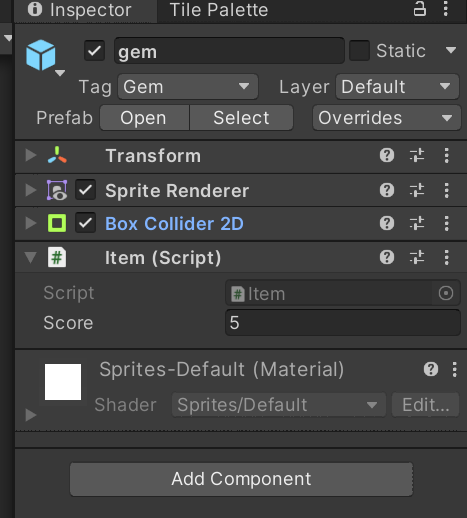 Inspector Tile Palette
gem Static
Tag Gem Layer Default
Prefab Open Select Overrides
Transform
Sprite Renderer
Box Collider 2D
# Item (Script)
Script # Item
Score 5
Sprites-Default (Material)
Shader Sprites/Default Edit...
Add Component